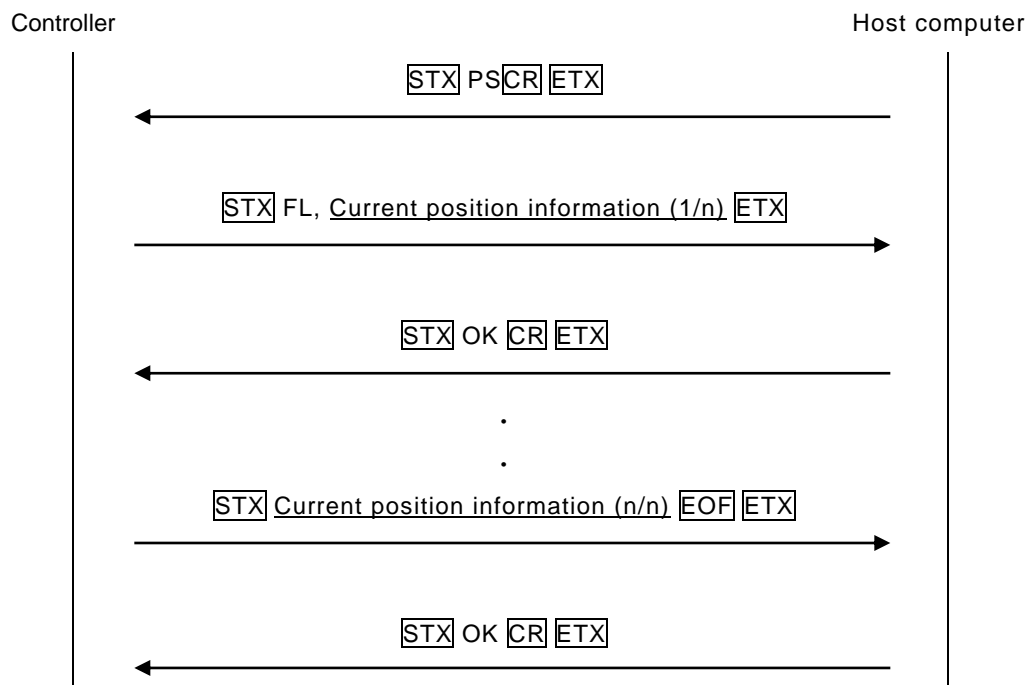 Controller Host computer
STX PSCR ETX
STX FL, Current position information (1/n) ETX
STX OK CR ETX
.
.
STX Current position information (n/n) EOF ETX
STX OK CR ETX